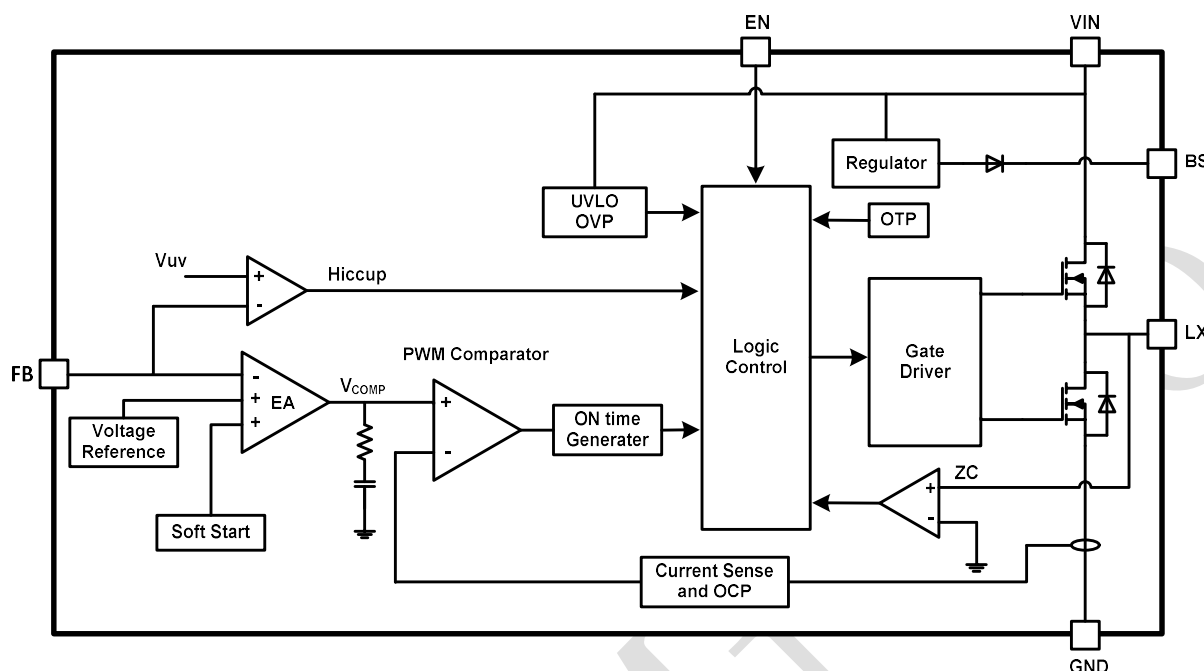 EN
VIN
Regulator
BS
UVLO
OVP
OTP
Vuv
+
-
Hiccup
Logic
Control
Gate
Driver
LX
FB
PWM Comparator
-
+
+
EA
VCOMP
+
-
ON time
Generater
Voltage
Reference
Soft Start
ZC
+
-
Current Sense
and OCP
GND